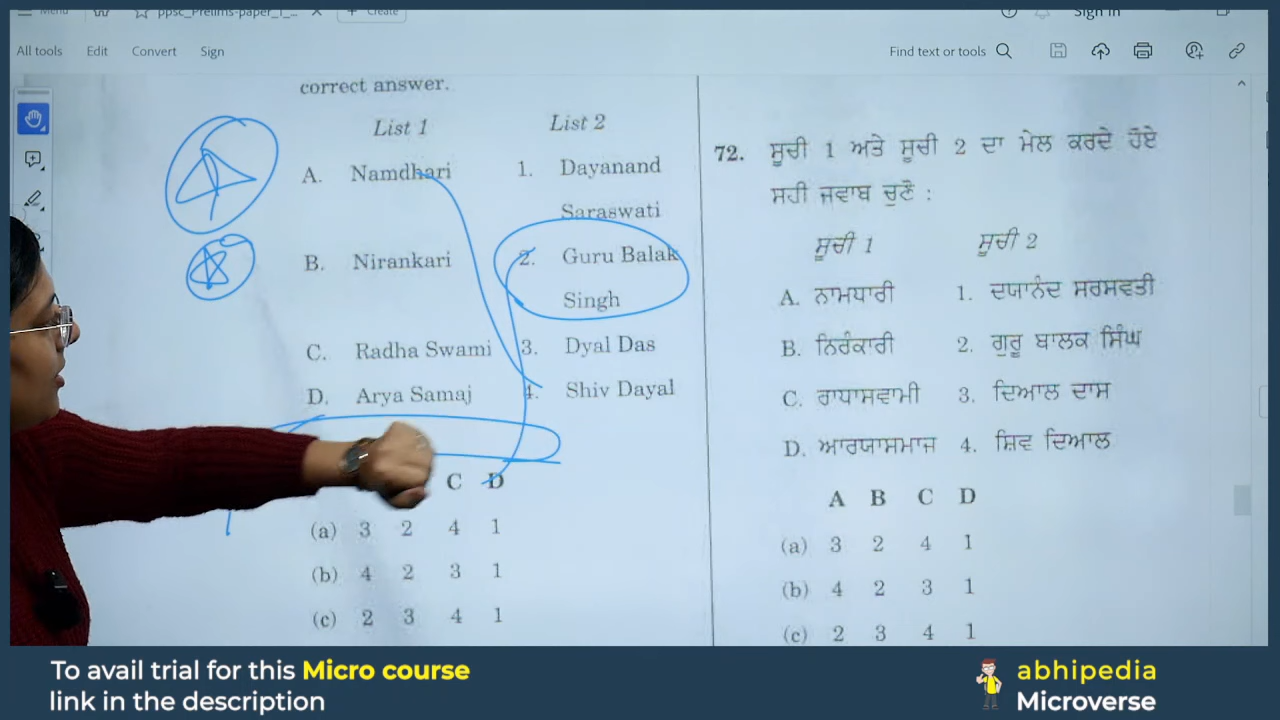 Menu
ppsc_Prelims-paper_1_...
Create
Sign in
All tools Edit Convert Sign
Find text or tools
correct answer.
List 1 List 2
A. Namdhari 1. Dayanand
Saraswati
B. Nirankari 2. Guru Balak
Singh
C. Radha Swami 3. Dyal Das
D. Arya Samaj 4. Shiv Dayal
C D
(a) 3 2 4 1
(b) 4 2 3 1
(c) 2 3 4 1
72. ਸੂਚੀ 1 ਅਤੇ ਸੂਚੀ 2 ਦਾ ਮੇਲ ਕਰਦੇ ਹੋਏ
ਸਹੀ ਜਵਾਬ ਚੁਣੋ :
ਸੂਚੀ 1 ਸੂਚੀ 2
A. ਨਾਮਧਾਰੀ 1. ਦਯਾਨੰਦ ਸਰਸਵਤੀ
B. ਨਿਰੰਕਾਰੀ 2. ਗੁਰੂ ਬਾਲਕ ਸਿੰਘ
C. ਰਾਧਾਸਵਾਮੀ 3. ਦਿਆਲ ਦਾਸ
D. ਆਰਯਾਸਮਾਜ 4. ਸ਼ਿਵ ਦਿਆਲ
A B C D
(a) 3 2 4 1
(b) 4 2 3 1
(c) 2 3 4 1
To avail trial for this Micro course
link in the description
abhipedia
Microverse